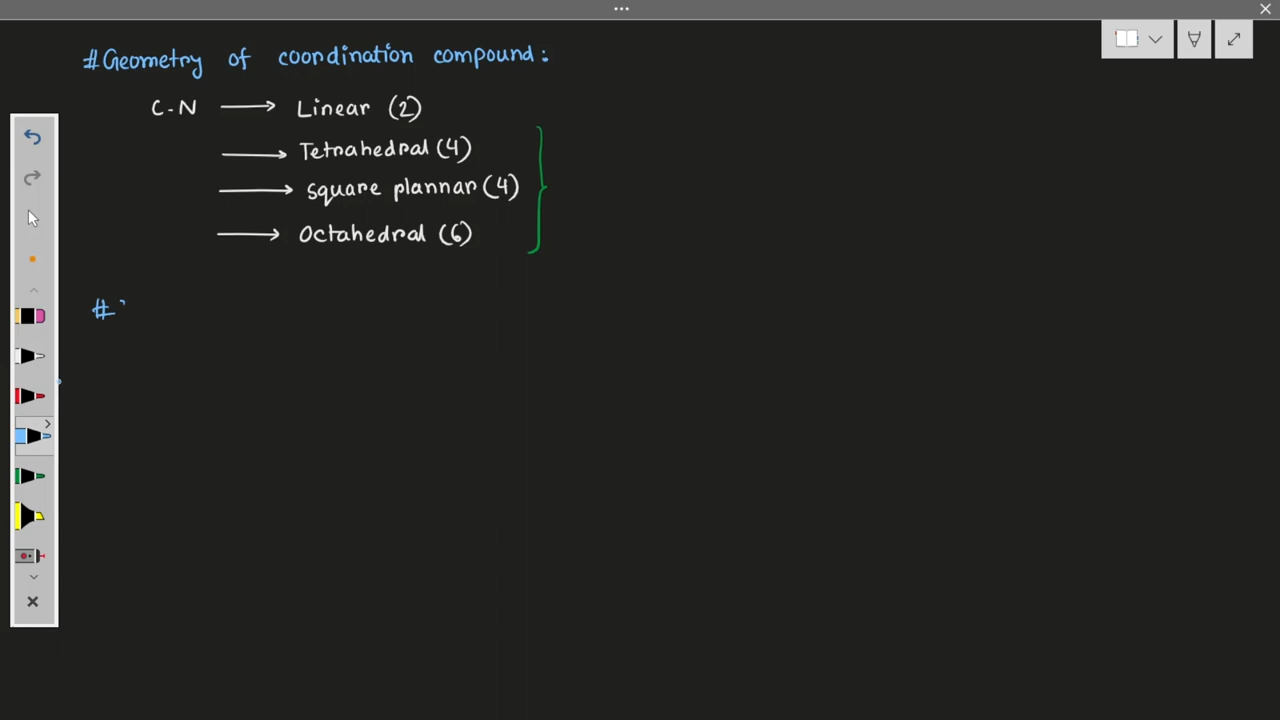 #Geometry of coordination compound:
C-N → Linear (2)
→ Tetrahedral (4)
→ square plannar (4)
→ Octahedral (6)
#